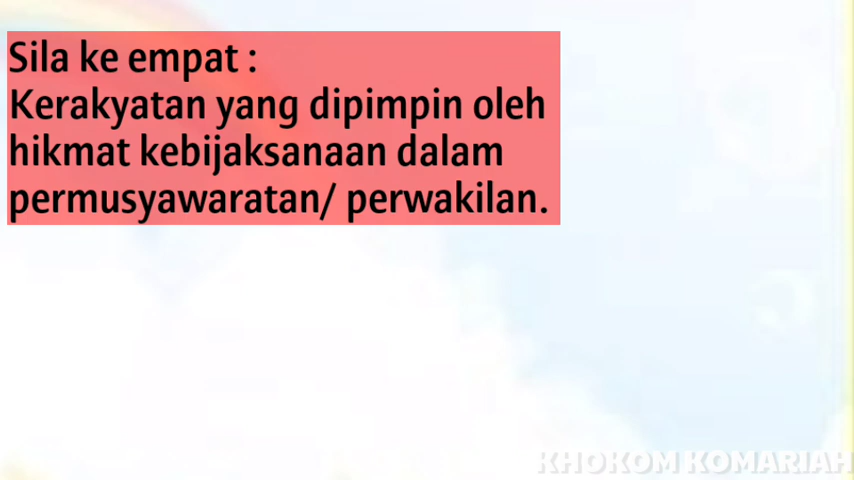 Sila ke empat :
Kerakyatan yang dipimpin oleh
hikmat kebijaksanaan dalam
permusyawaratan/ perwakilan.
KHOKOM KOMARIAH